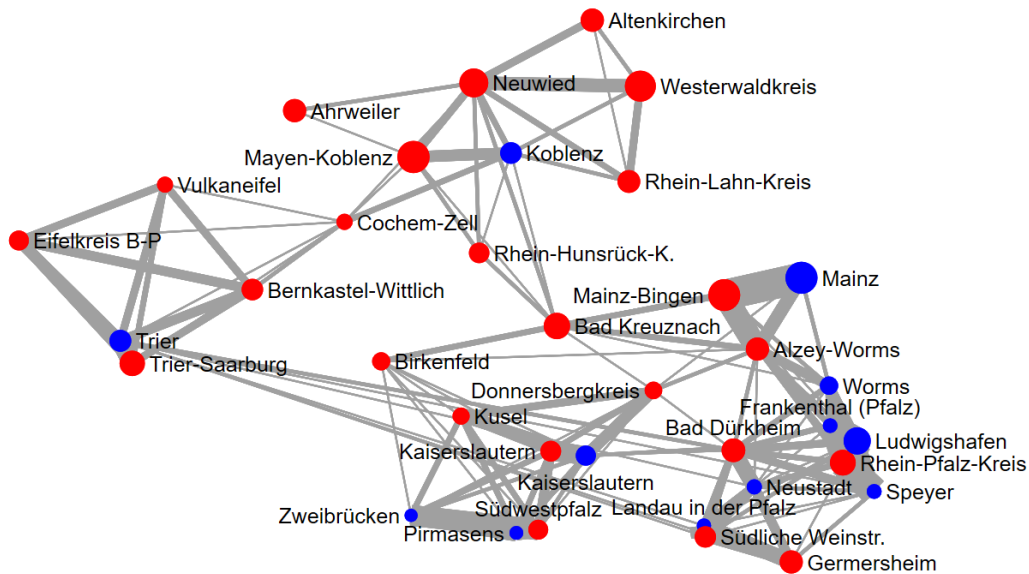 Altenkirchen
Neuwied
Westerwaldkreis
Ahrweiler
Mayen-Koblenz
Koblenz
Rhein-Lahn-Kreis
Vulkaneifel
Cochem-Zell
Eifelkreis B-P
Rhein-Hunsrück-K.
Mainz
Bernkastel-Wittlich
Mainz-Bingen
Bad Kreuznach
Trier
Alzey-Worms
Trier-Saarburg
Birkenfeld
Donnersbergkreis
Worms
Frankenthal (Pfalz)
Kusel
Bad Dürkheim
Ludwigshafen
Kaiserslautern
Rhein-Pfalz-Kreis
Kaiserslautern
Neustadt
Speyer
Landau in der Pfalz
Südwestpfalz
Zweibrücken
Pirmasens
Südliche Weinstr.
Germersheim